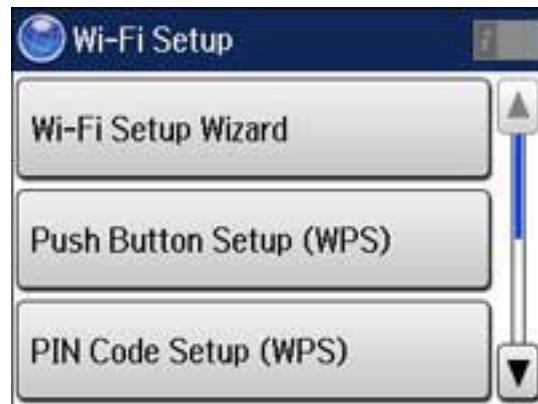 Wi-Fi Setup
Wi-Fi Setup Wizard
Push Button Setup (WPS)
PIN Code Setup (WPS)